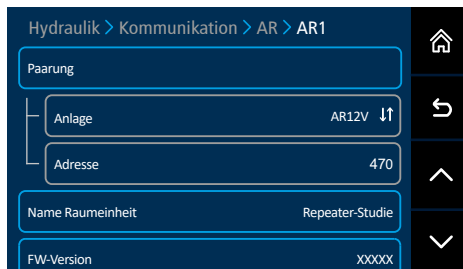 Hydraulik > Kommunikation > AR > AR1
Paarung
Anlage AR12V
Adresse 470
Name Raumeinheit Repeater-Studie
FW-Version XXXXX